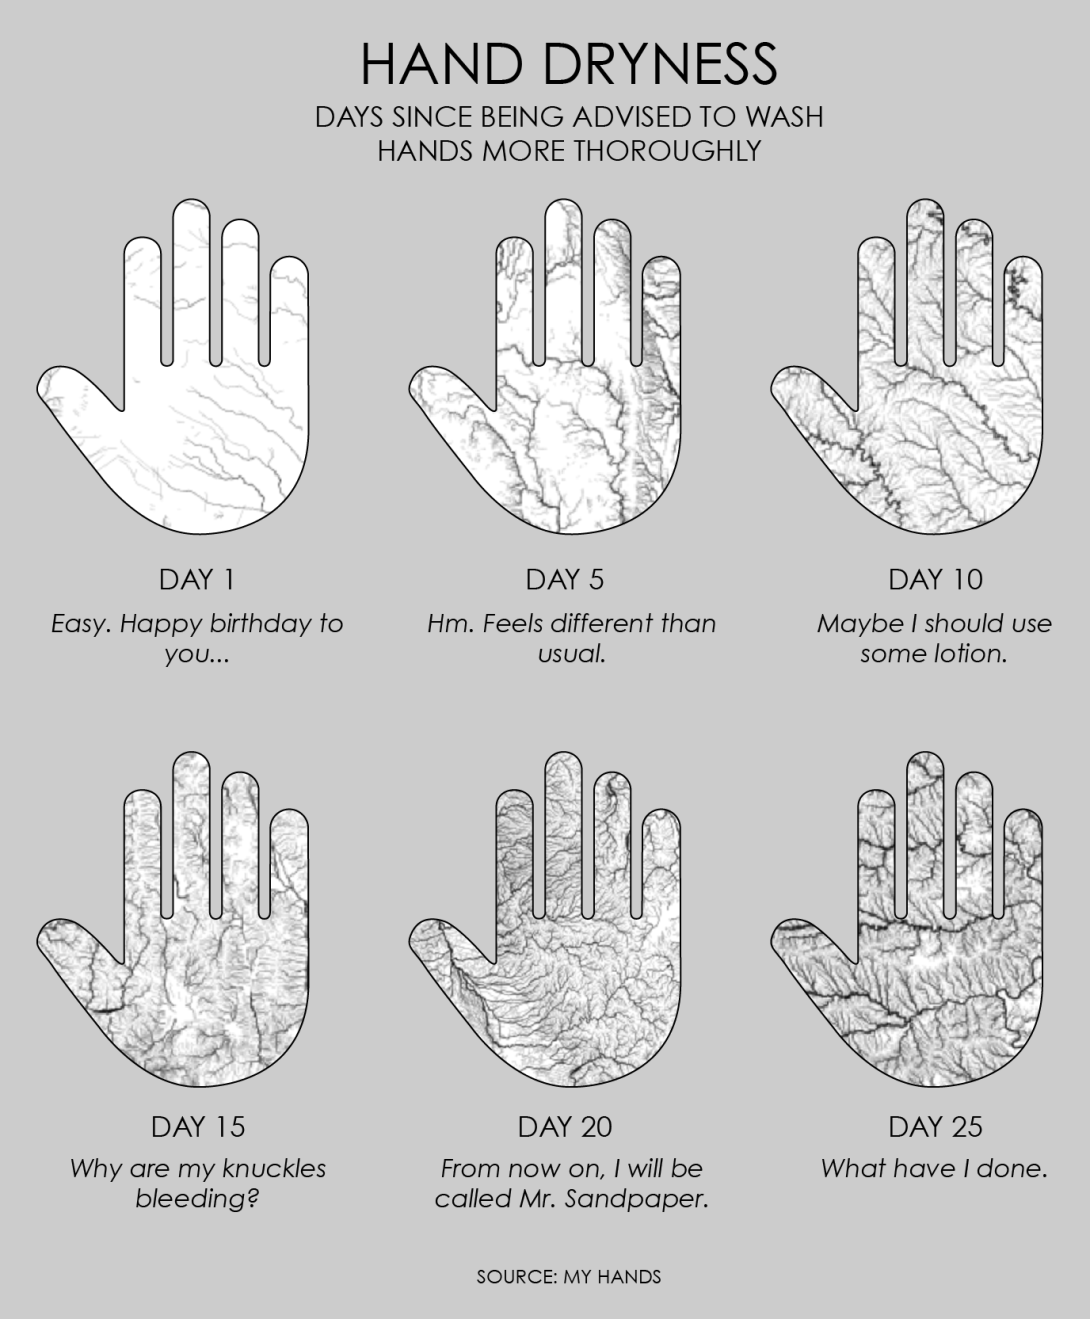 HAND DRYNESS
DAYS SINCE BEING ADVISED TO WASH
HANDS MORE THOROUGHLY
DAY 1
Easy. Happy birthday to
you...
DAY 5
Hm. Feels different than
usual.
DAY 10
Maybe I should use
some lotion.
DAY 15
Why are my knuckles
bleeding?
DAY 20
From now on, I will be
called Mr. Sandpaper.
DAY 25
What have I done.
SOURCE: MY HANDS